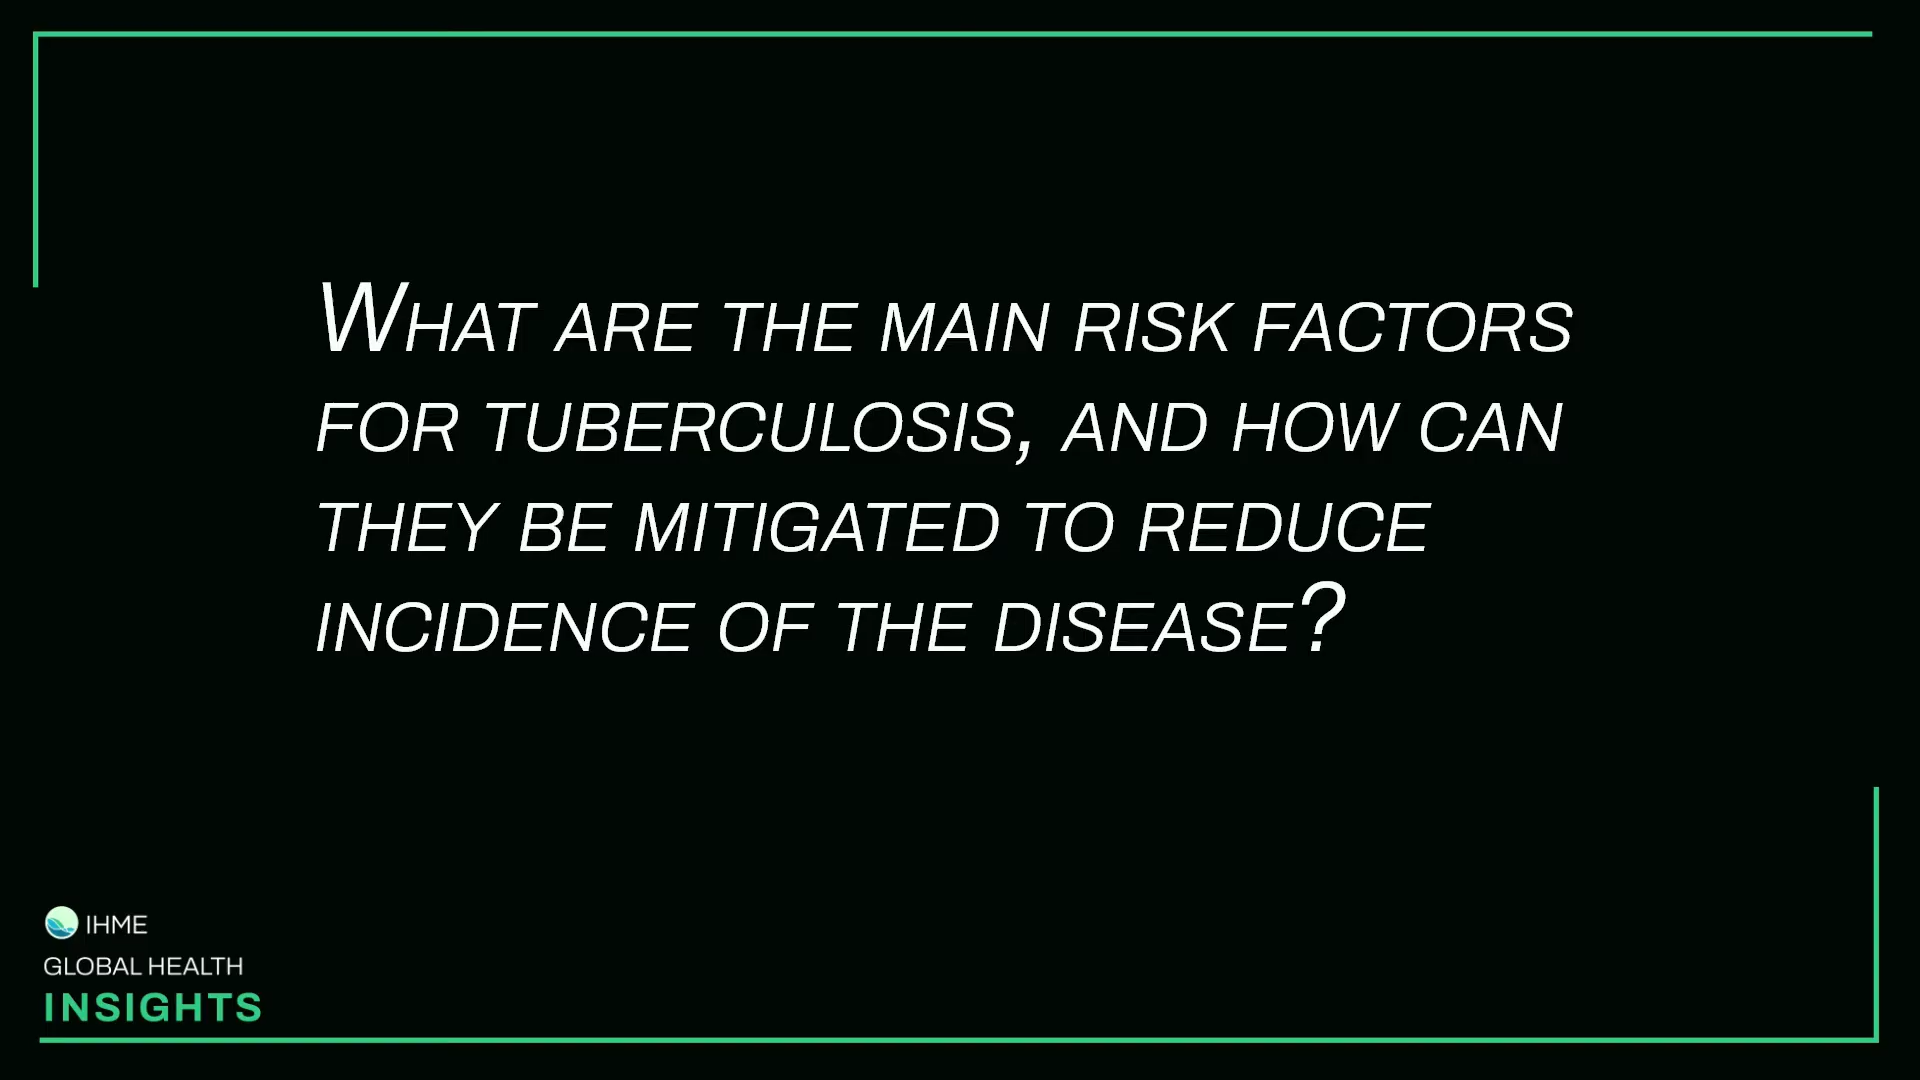 What are the main risk factors
for tuberculosis, and how can
they be mitigated to reduce
incidence of the disease?
IHME
GLOBAL HEALTH
INSIGHTS